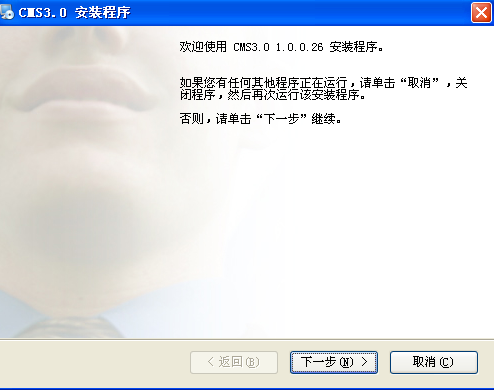 CMS3.0 安装程序
欢迎使用 CMS3.0 1.0.0.26 安装程序。
如果您有任何其他程序正在运行，请单击“取消”，关
闭程序，然后再次运行该安装程序。
否则，请单击“下一步”继续。
< 返回(B) 下一步(N) > 取消(C)